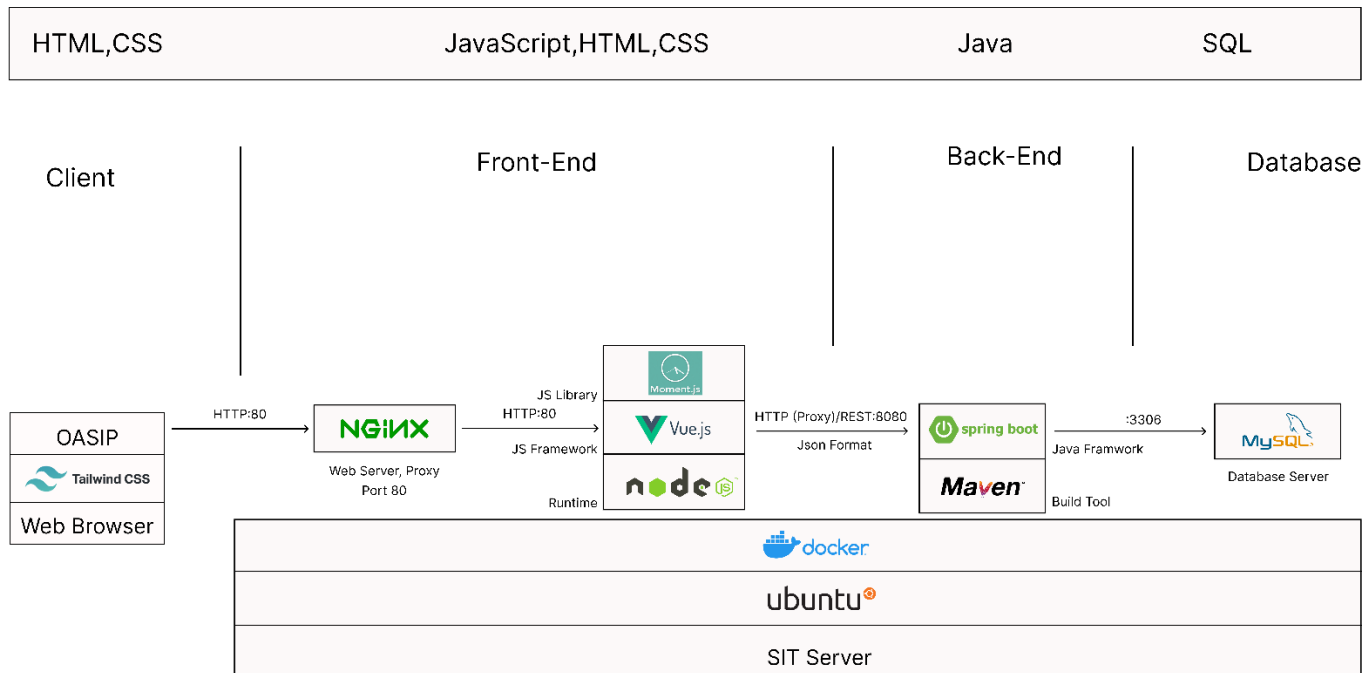 HTML,CSS
JavaScript,HTML,CSS
Java
SQL
Client
Front-End
Back-End
Database
OASIP
Tailwind CSS
Web Browser
HTTP:80
NGINX
Web Server, Proxy
Port 80
JS Library
HTTP:80
JS Framework
Runtime
Moment.js
Vue.js
node JS
HTTP (Proxy)/REST:8080
Json Format
spring boot
Maven
Java Framwork
Build Tool
:3306
MySQL
Database Server
docker
ubuntu
SIT Server